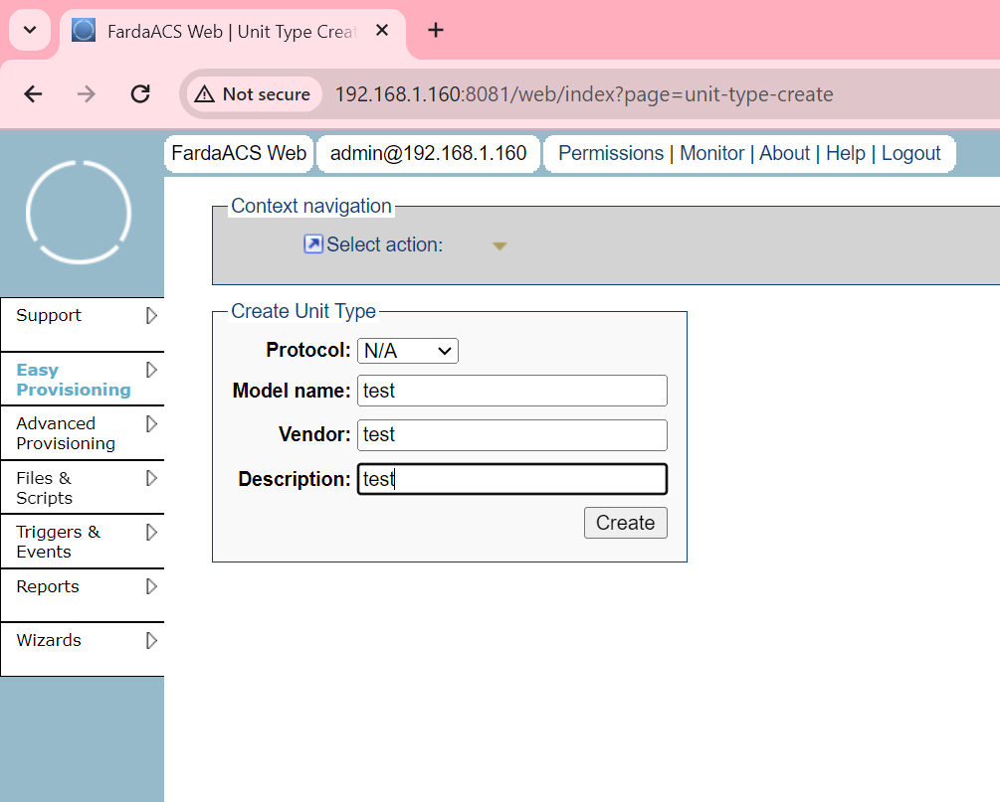 FardaACS Web | Unit Type Crea
Not secure 192.168.1.160:8081/web/index?page=unit-type-create
FardaACS Web admin@192.168.1.160 Permissions | Monitor | About | Help | Logout
Context navigation
Select action:
Support
Easy
Provisioning
Advanced
Provisioning
Files &
Scripts
Triggers &
Events
Reports
Wizards
Create Unit Type
Protocol: N/A
Model name: test
Vendor: test
Description: test
Create